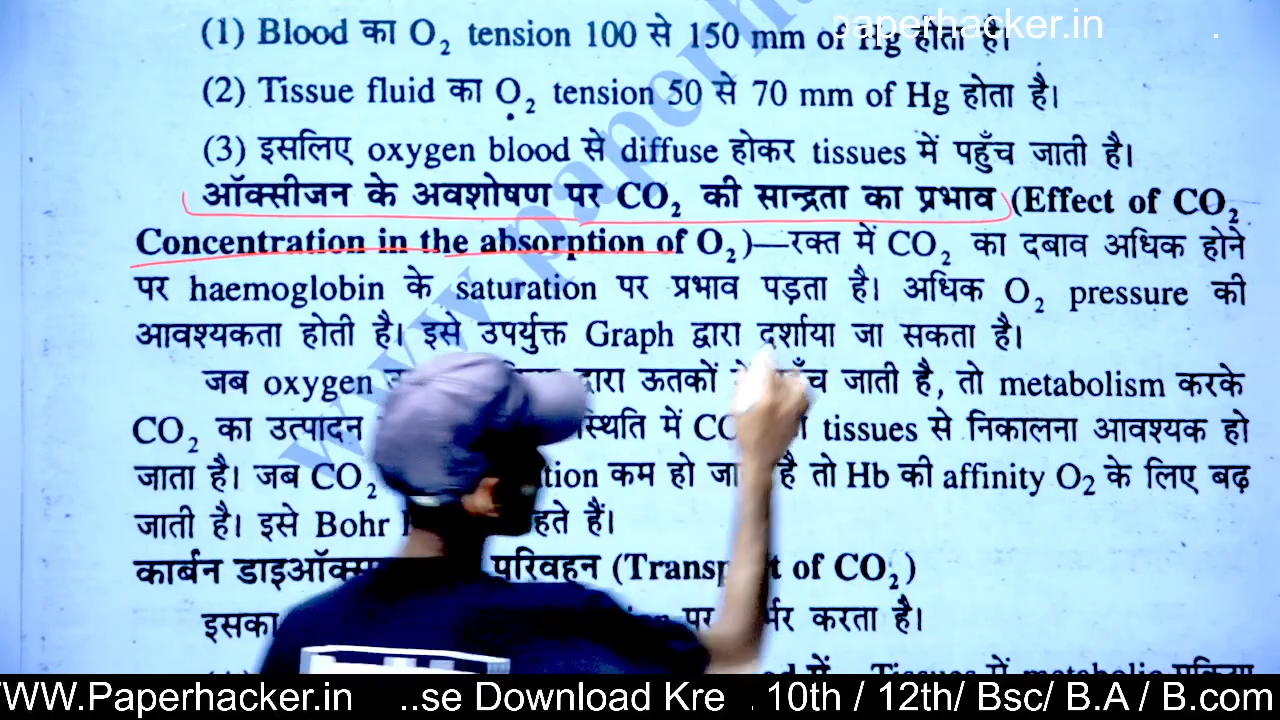 paperhacker.in
(1) Blood का O2 tension 100 से 150 mm of Hg होता है।
(2) Tissue fluid का O2 tension 50 से 70 mm of Hg होता है।
(3) इसलिए oxygen blood से diffuse होकर tissues में पहुँच जाती है।
ऑक्सीजन के अवशोषण पर CO2 की सान्द्रता का प्रभाव (Effect of CO2
Concentration in the absorption of O2)—रक्त में CO2 का दबाव अधिक होने
पर haemoglobin के saturation पर प्रभाव पड़ता है। अधिक O2 pressure की
आवश्यकता होती है। इसे उपर्युक्त Graph द्वारा दर्शाया जा सकता है।
जब oxygen द्वारा ऊतकों जाती है, तो metabolism करके
CO2 का उत्पादन में tissues से निकालना आवश्यक हो
जाता है। जब CO2 कम हो है तो Hb की affinity O2 के लिए बढ़
जाती है। इसे Bohr हैं।
कार्बन परिवहन (Transport of CO2)
इसका पर करता है।
Tissues में metabolic
WWW.Paperhacker.in ..se Download Kre . 10th / 12th/ Bsc/ B.A / B.com